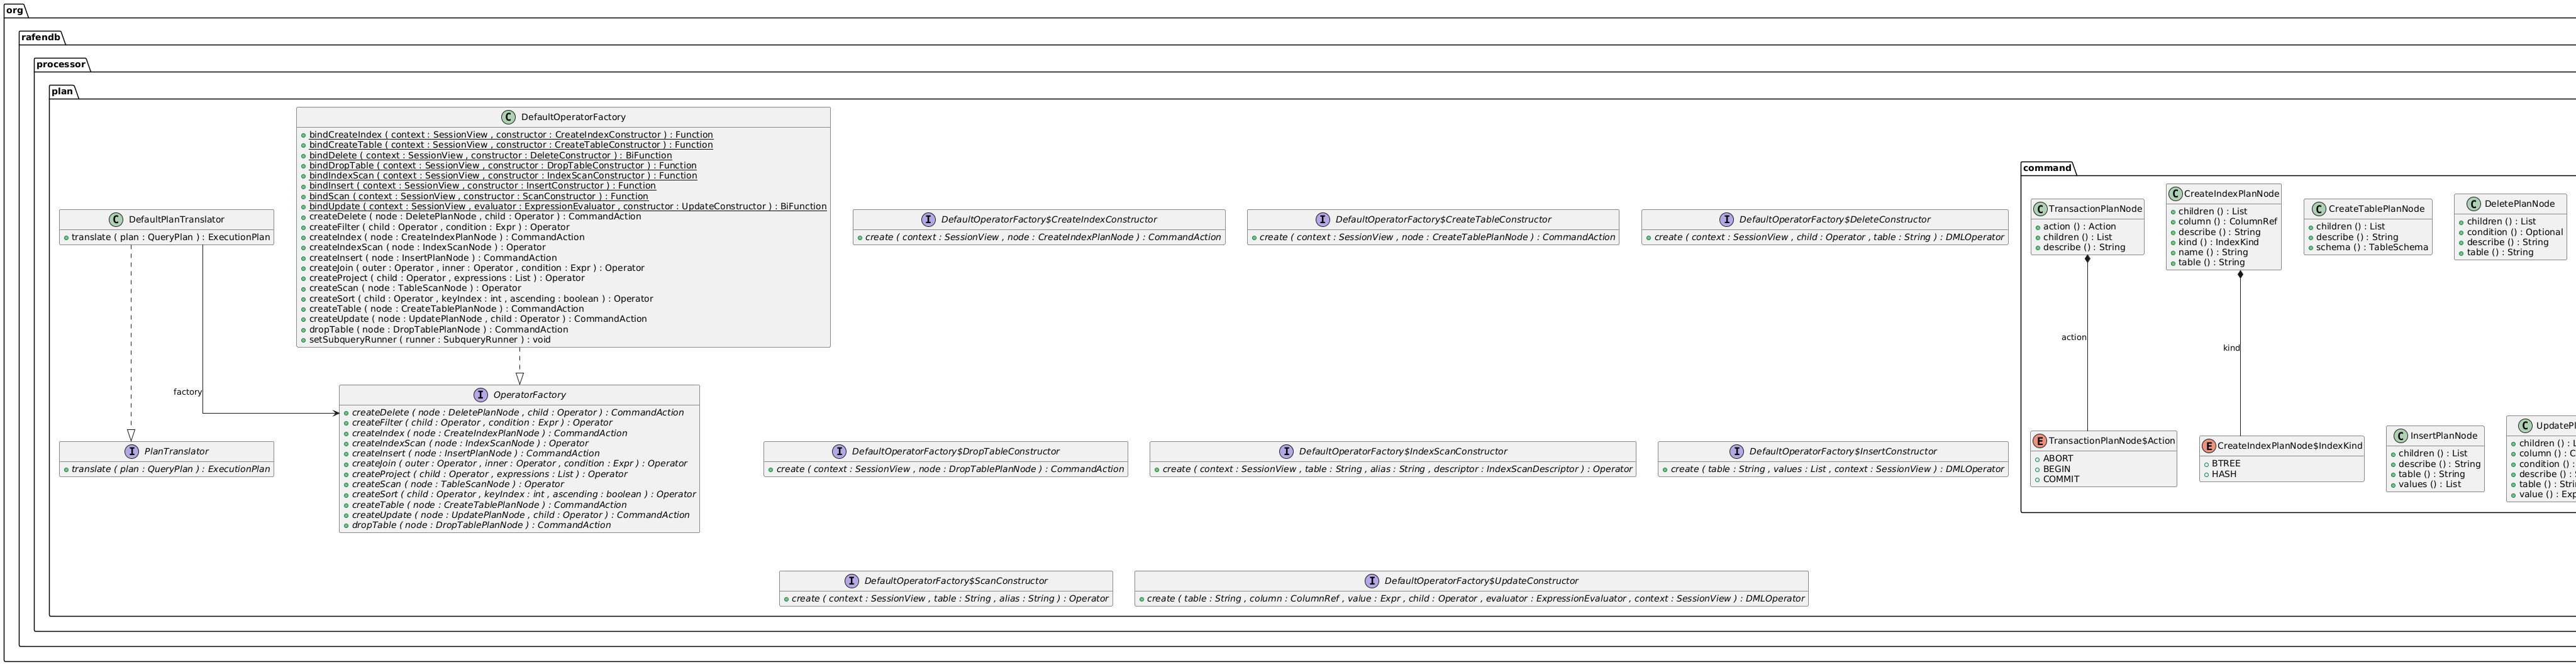 org
rafendb
processor
plan
DefaultOperatorFactory
bindCreateIndex ( context : SessionView , constructor : CreateIndexConstructor ) : Function
bindCreateTable ( context : SessionView , constructor : CreateTableConstructor ) : Function
bindDelete ( context : SessionView , constructor : DeleteConstructor ) : BiFunction
bindDropTable ( context : SessionView , constructor : DropTableConstructor ) : Function
bindIndexScan ( context : SessionView , constructor : IndexScanConstructor ) : Function
bindInsert ( context : SessionView , constructor : InsertConstructor ) : Function
bindScan ( context : SessionView , constructor : ScanConstructor ) : Function
bindUpdate ( context : SessionView , evaluator : ExpressionEvaluator , constructor : UpdateConstructor ) : BiFunction
createDelete ( node : DeletePlanNode , child : Operator ) : CommandAction
createFilter ( child : Operator , condition : Expr ) : Operator
createIndex ( node : CreateIndexPlanNode ) : CommandAction
createIndexScan ( node : IndexScanNode ) : Operator
createInsert ( node : InsertPlanNode ) : CommandAction
createJoin ( outer : Operator , inner : Operator , condition : Expr ) : Operator
createProject ( child : Operator , expressions : List ) : Operator
createScan ( node : TableScanNode ) : Operator
createSort ( child : Operator , keyIndex : int , ascending : boolean ) : Operator
createTable ( node : CreateTablePlanNode ) : CommandAction
createUpdate ( node : UpdatePlanNode , child : Operator ) : CommandAction
dropTable ( node : DropTablePlanNode ) : CommandAction
setSubqueryRunner ( runner : SubqueryRunner ) : void
DefaultPlanTranslator
translate ( plan : QueryPlan ) : ExecutionPlan
DefaultOperatorFactory$CreateIndexConstructor
create ( context : SessionView , node : CreateIndexPlanNode ) : CommandAction
DefaultOperatorFactory$CreateTableConstructor
create ( context : SessionView , node : CreateTablePlanNode ) : CommandAction
DefaultOperatorFactory$DeleteConstructor
create ( context : SessionView , child : Operator , table : String ) : DMLOperator
command
TransactionPlanNode
action () : Action
children () : List
describe () : String
CreateIndexPlanNode
children () : List
column () : ColumnRef
describe () : String
kind () : IndexKind
name () : String
table () : String
CreateTablePlanNode
children () : List
describe () : String
schema () : TableSchema
DeletePlanNode
children () : List
condition () : Optional
describe () : String
table () : String
action
kind
factory
OperatorFactory
createDelete ( node : DeletePlanNode , child : Operator ) : CommandAction
createFilter ( child : Operator , condition : Expr ) : Operator
createIndex ( node : CreateIndexPlanNode ) : CommandAction
createIndexScan ( node : IndexScanNode ) : Operator
createInsert ( node : InsertPlanNode ) : CommandAction
createJoin ( outer : Operator , inner : Operator , condition : Expr ) : Operator
createProject ( child : Operator , expressions : List ) : Operator
createScan ( node : TableScanNode ) : Operator
createSort ( child : Operator , keyIndex : int , ascending : boolean ) : Operator
createTable ( node : CreateTablePlanNode ) : CommandAction
createUpdate ( node : UpdatePlanNode , child : Operator ) : CommandAction
dropTable ( node : DropTablePlanNode ) : CommandAction
PlanTranslator
translate ( plan : QueryPlan ) : ExecutionPlan
DefaultOperatorFactory$DropTableConstructor
create ( context : SessionView , node : DropTablePlanNode ) : CommandAction
DefaultOperatorFactory$IndexScanConstructor
create ( context : SessionView , table : String , alias : String , descriptor : IndexScanDescriptor ) : Operator
DefaultOperatorFactory$InsertConstructor
create ( table : String , values : List , context : SessionView ) : DMLOperator
TransactionPlanNode$Action
ABORT
BEGIN
COMMIT
CreateIndexPlanNode$IndexKind
BTREE
HASH
InsertPlanNode
children () : List
describe () : String
table () : String
values () : List
UpdatePl
children () : L
column () : C
condition () :
describe () : S
table () : Stri
value () : Exp
DefaultOperatorFactory$ScanConstructor
create ( context : SessionView , table : String , alias : String ) : Operator
DefaultOperatorFactory$UpdateConstructor
create ( table : String , column : ColumnRef , value : Expr , child : Operator , evaluator : ExpressionEvaluator , context : SessionView ) : DMLOperator